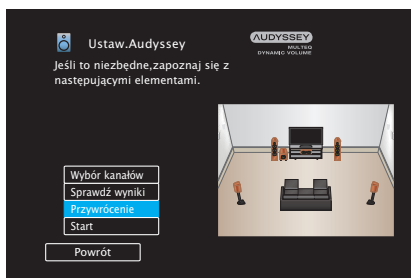 Ustaw.Audyssey
AUDYSSEY
MULTEQ
DYNAMIC VOLUME
Jeśli to niezbędne,zapoznaj się z
następującymi elementami.
Wybór kanałów
Sprawdź wyniki
Przywrócenie
Start
Powrót